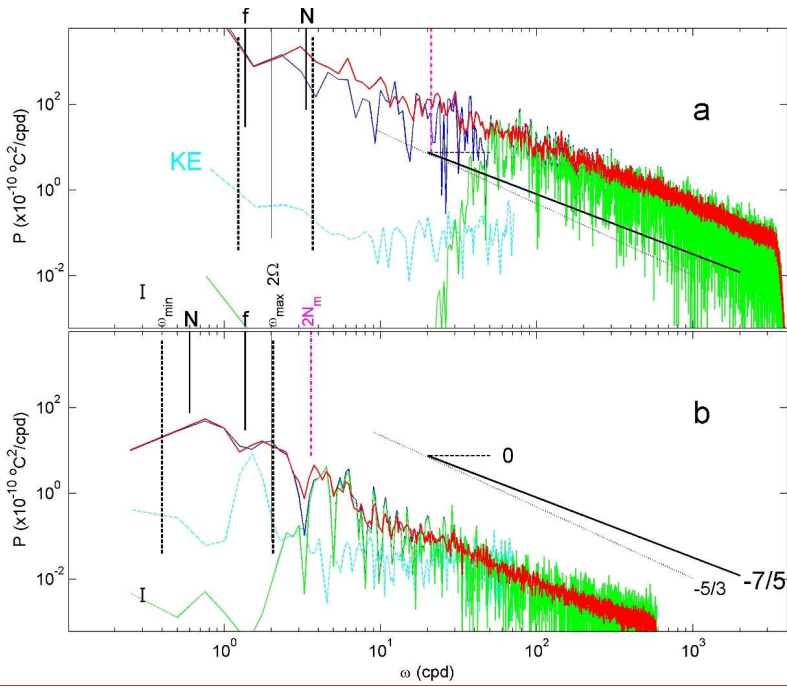 f N
10²
10⁰
10⁻²
P (x10⁻¹⁰ °C²/cpd)
a
KE
I
ω_min
N
f
ω_max 2Ω
2N_m
10²
10⁰
10⁻²
P (x10⁻¹⁰ °C²/cpd)
b
0
-7/5
-5/3
I
10⁰ 10¹ 10² 10³
ω (cpd)